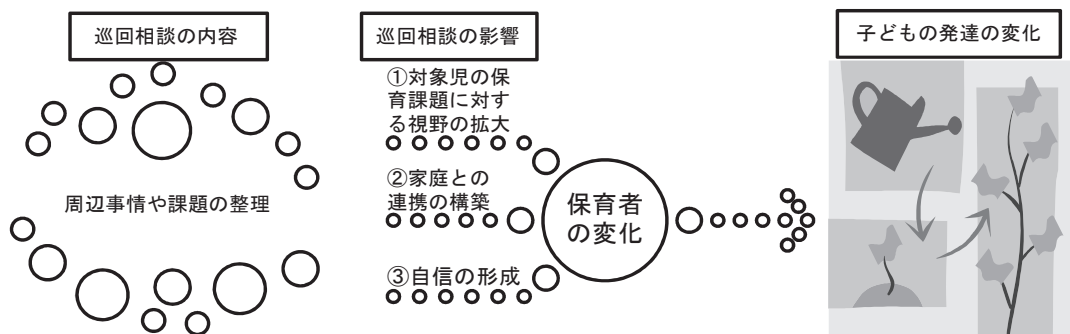 巡回相談の内容
周辺事情や課題の整理
巡回相談の影響
①対象児の保
育課題に対す
る視野の拡大
②家庭との
連携の構築
③自信の形成
保育者
の変化
子どもの発達の変化